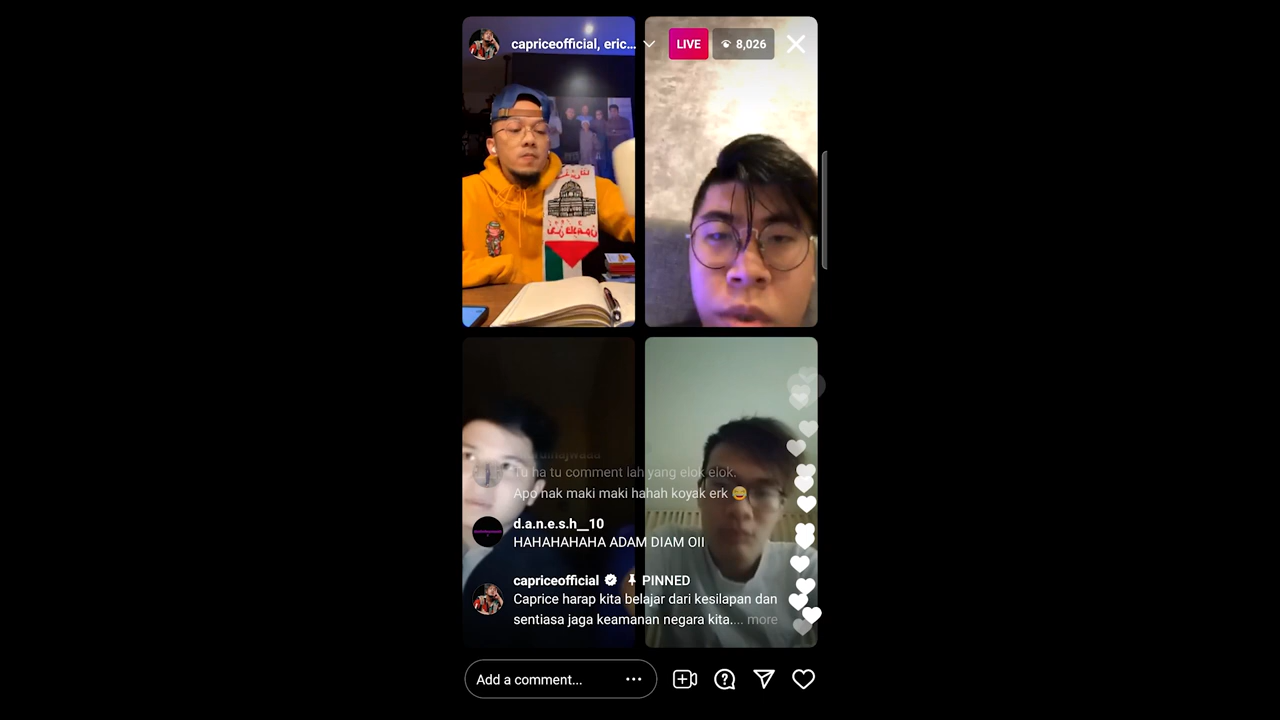 capriceofficial, eric...
LIVE
8,026
Tu ha tu comment lah yang elok elok.
Apo nak maki maki hahah koyak erk 😅
d.a.n.e.s.h__10
HAHAHAHAHA ADAM DIAM OII
capriceofficial PINNED
Caprice harap kita belajar dari kesilapan dan
sentiasa jaga keamanan negara kita.... more
Add a comment...